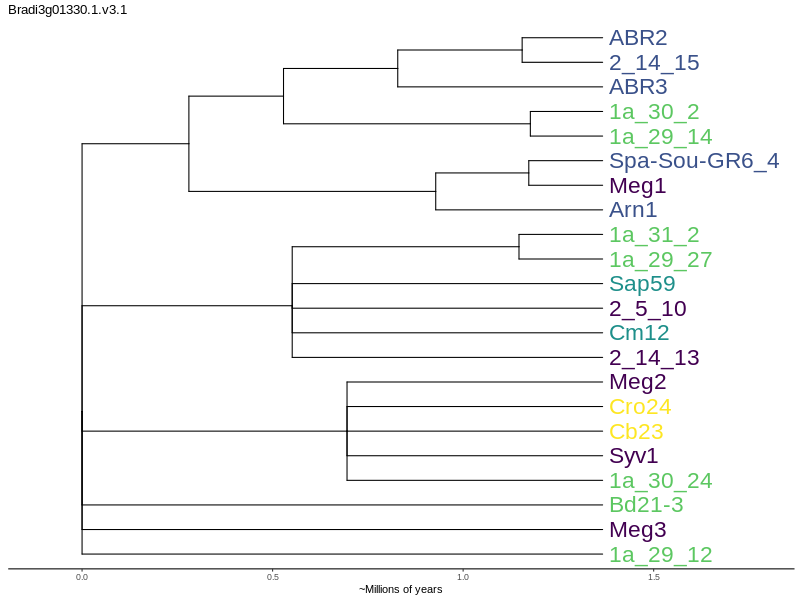 Bradi3g01330.1.v3.1
ABR2
2_14_15
ABR3
1a_30_2
1a_29_14
Spa-Sou-GR6_4
Meg1
Arn1
1a_31_2
1a_29_27
Sap59
2_5_10
Cm12
2_14_13
Meg2
Cro24
Cb23
Syv1
1a_30_24
Bd21-3
Meg3
1a_29_12
0.0 0.5 1.0 1.5
~Millions of years